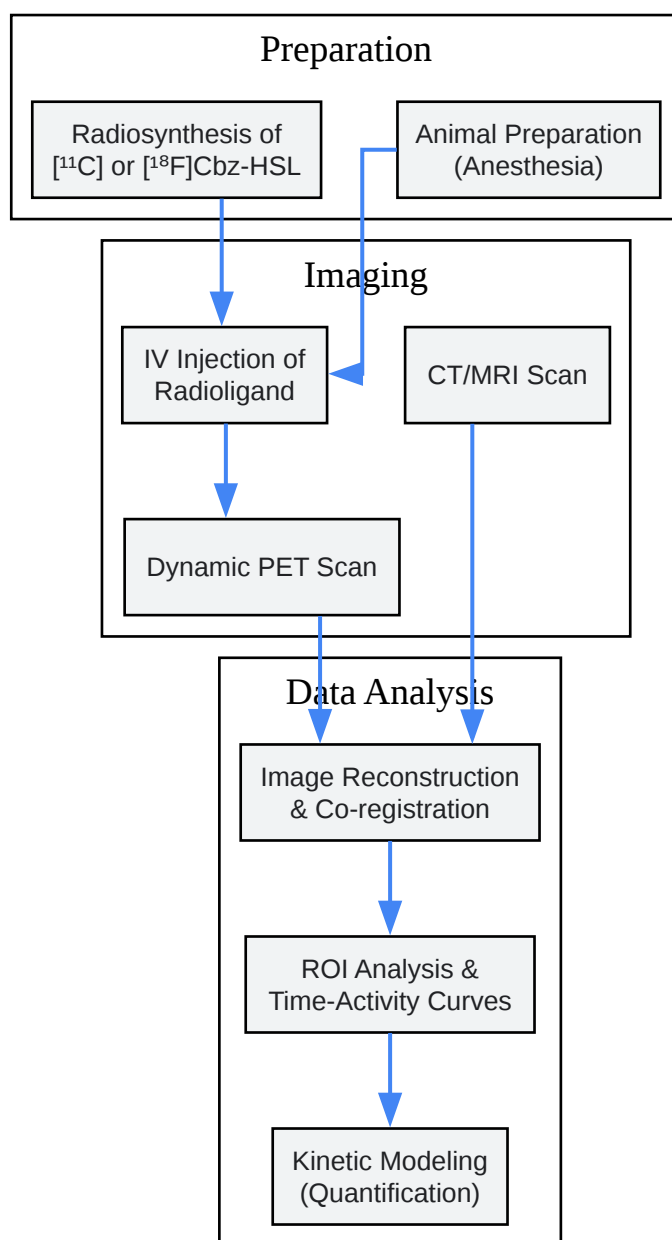 Preparation
Radiosynthesis of
[¹¹C] or [¹⁸F]Cbz-HSL
Animal Preparation
(Anesthesia)
Imaging
IV Injection of
Radioligand
CT/MRI Scan
Dynamic PET Scan
Data Analysis
Image Reconstruction
& Co-registration
ROI Analysis &
Time-Activity Curves
Kinetic Modeling
(Quantification)